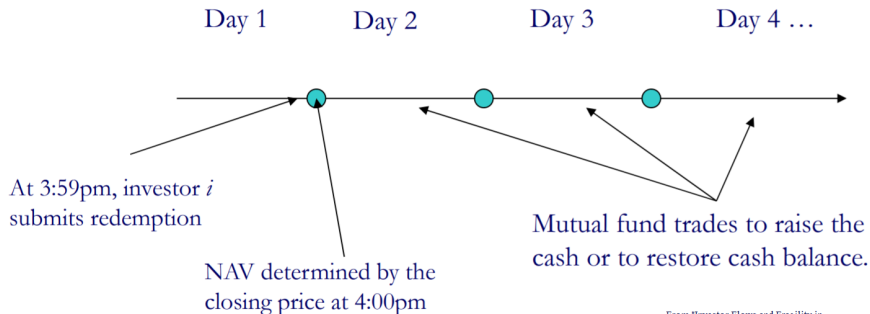 Day 1
Day 2
Day 3
Day 4 …
At 3:59pm, investor i
submits redemption
NAV determined by the
closing price at 4:00pm
Mutual fund trades to raise the
cash or to restore cash balance.